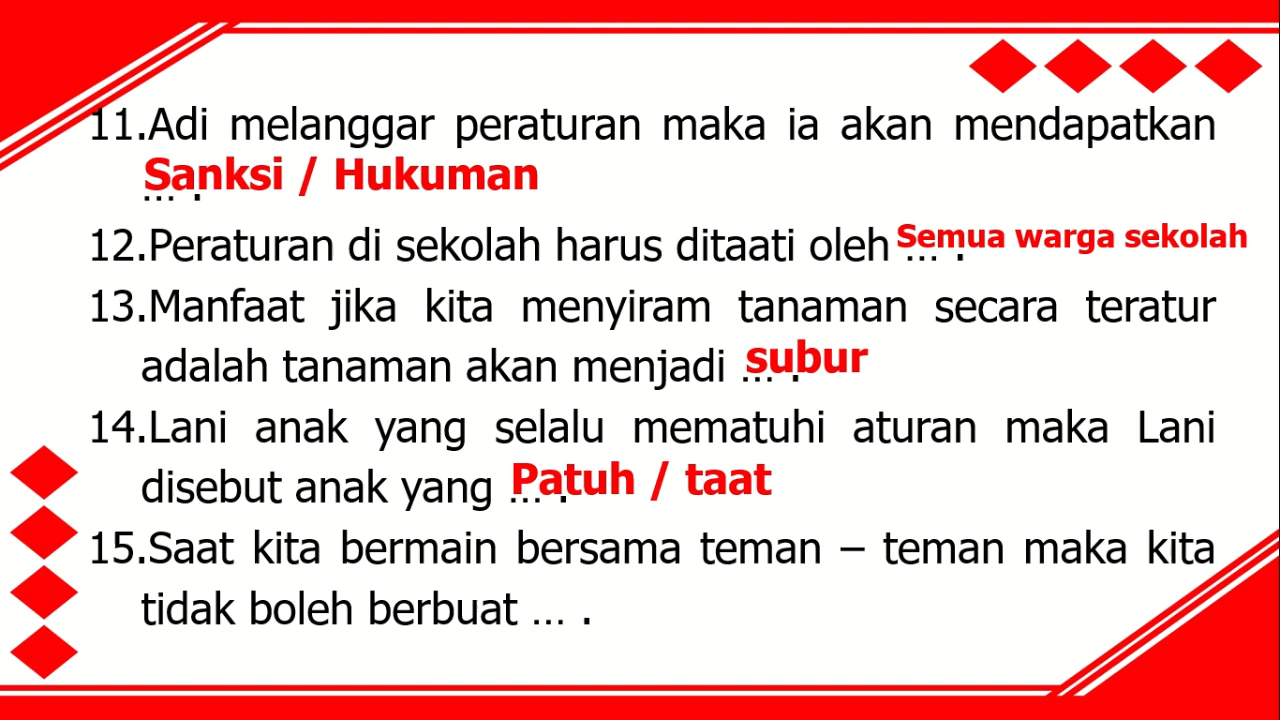 11.Adi melanggar peraturan maka ia akan mendapatkan
... . Sanksi / Hukuman
12.Peraturan di sekolah harus ditaati oleh ... . Semua warga sekolah
13.Manfaat jika kita menyiram tanaman secara teratur
adalah tanaman akan menjadi ... . subur
14.Lani anak yang selalu mematuhi aturan maka Lani
disebut anak yang ... . Patuh / taat
15.Saat kita bermain bersama teman – teman maka kita
tidak boleh berbuat ... .